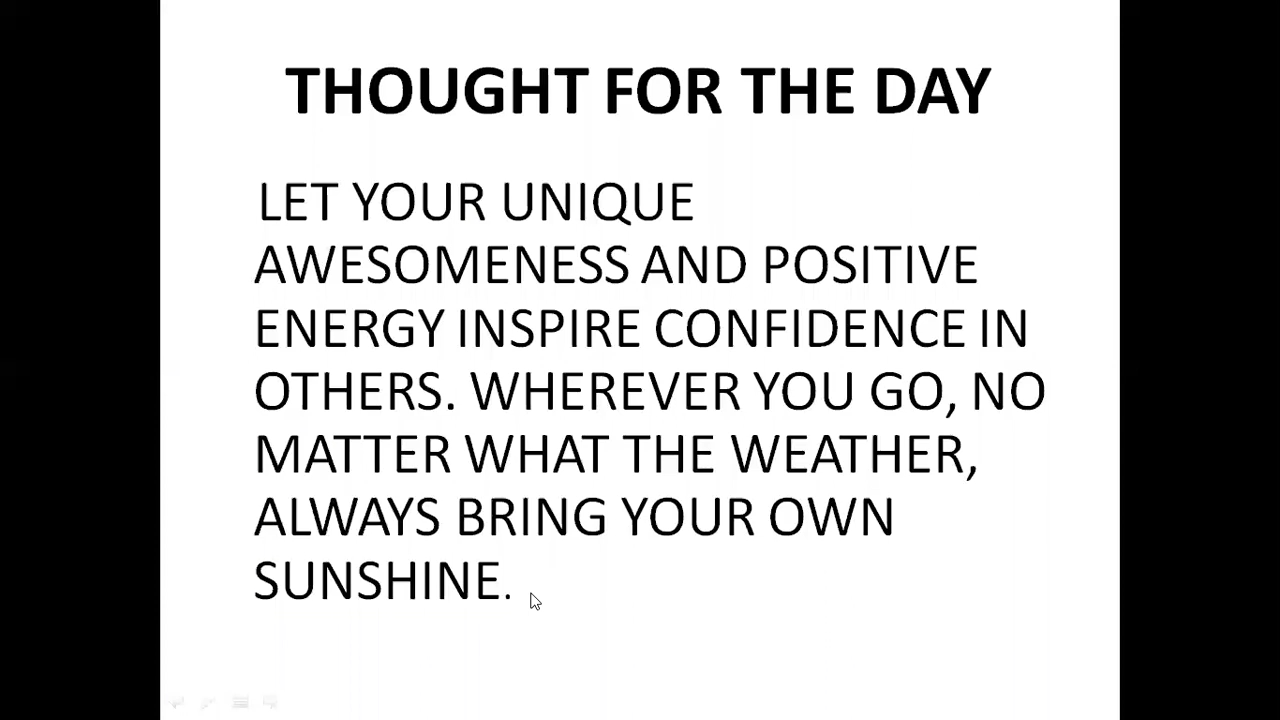 THOUGHT FOR THE DAY
LET YOUR UNIQUE
AWESOMENESS AND POSITIVE
ENERGY INSPIRE CONFIDENCE IN
OTHERS. WHEREVER YOU GO, NO
MATTER WHAT THE WEATHER,
ALWAYS BRING YOUR OWN
SUNSHINE.